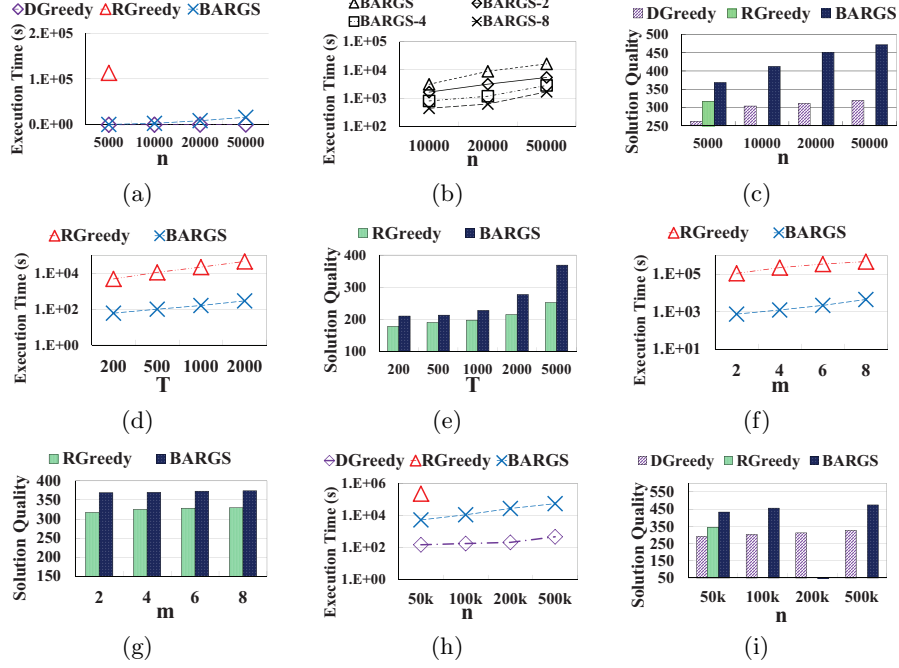 DGreedy RGreedy BARGS
Execution Time (s)
2.E+05
1.E+05
0.E+00
5000 10000 20000 50000
n
(a)
BARGS BARGS-2
BARGS-4 BARGS-8
Execution Time (s)
1.E+05
1.E+04
1.E+03
1.E+02
10000 20000 50000
n
(b)
DGreedy RGreedy BARGS
Solution Quality
500
450
400
350
300
250
5000 10000 20000 50000
n
(c)
RGreedy BARGS
Execution Time (s)
1.E+04
1.E+02
1.E+00
200 500 1000 2000
T
(d)
RGreedy BARGS
Solution Quality
400
300
200
100
200 500 1000 2000 5000
T
(e)
RGreedy BARGS
Execution Time (s)
1.E+05
1.E+03
1.E+01
2 4 6 8
m
(f)
RGreedy BARGS
Solution Quality
400
350
300
250
200
150
2 4 6 8
m
(g)
DGreedy RGreedy BARGS
Execution Time (s)
1.E+06
1.E+04
1.E+02
1.E+00
50k 100k 200k 500k
n
(h)
DGreedy RGreedy BARGS
Solution Quality
550
450
350
250
150
50
50k 100k 200k 500k
n
(i)